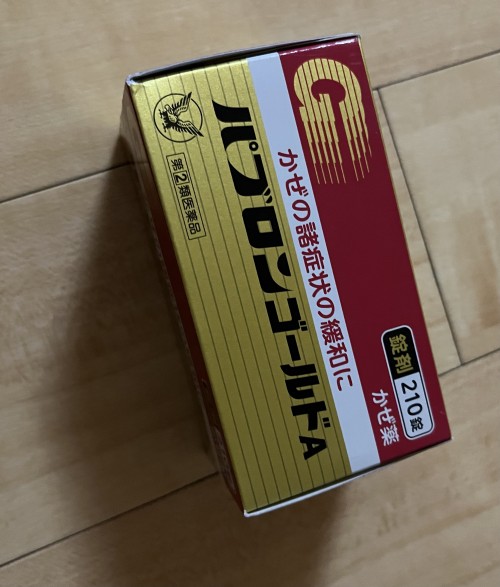 G
かぜの諸症状の緩和に
パブロンゴールドA
第②類医薬品
錠剤 210錠
かぜ薬